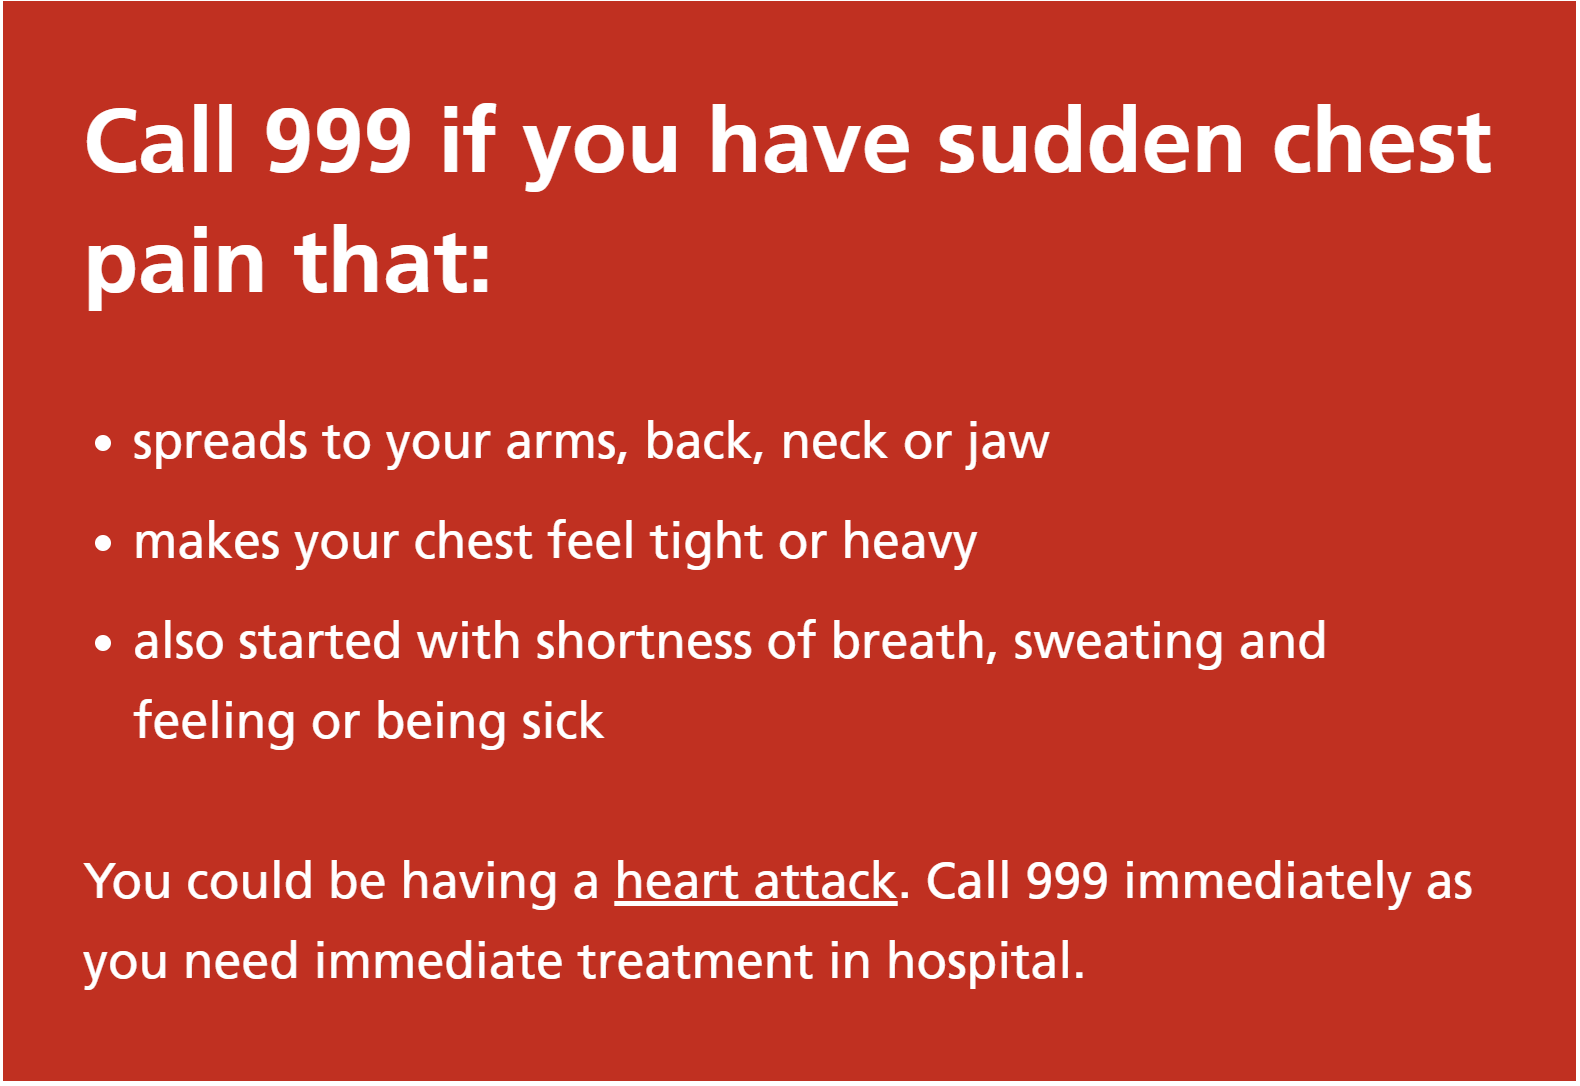 Call 999 if you have sudden chest
pain that:
• spreads to your arms, back, neck or jaw
• makes your chest feel tight or heavy
• also started with shortness of breath, sweating and
feeling or being sick
You could be having a heart attack. Call 999 immediately as
you need immediate treatment in hospital.